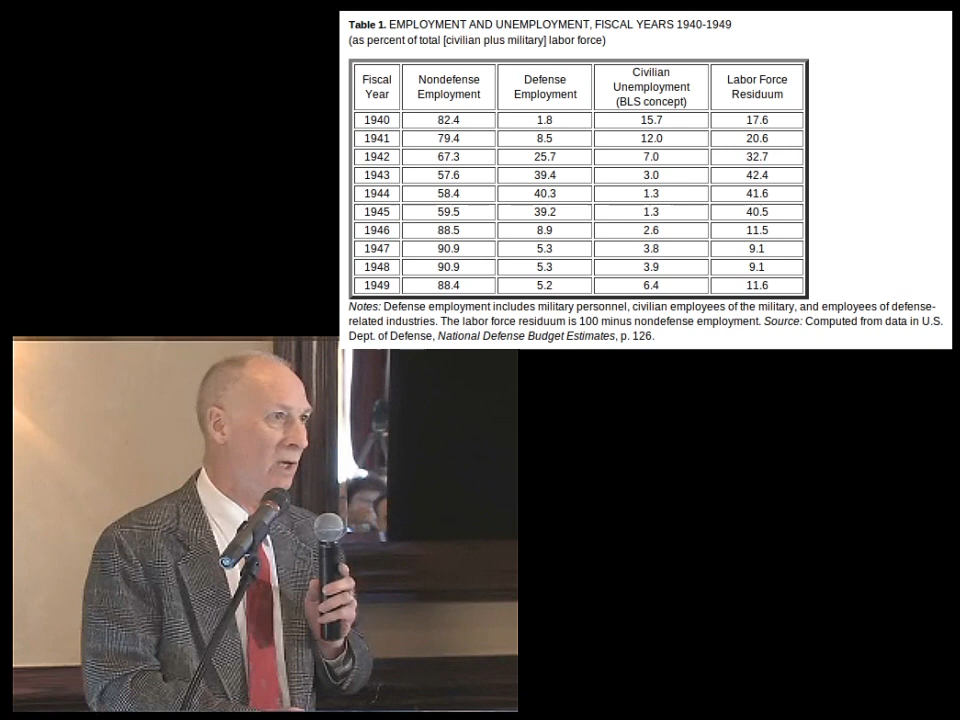 Table 1. EMPLOYMENT AND UNEMPLOYMENT, FISCAL YEARS 1940-1949
(as percent of total [civilian plus military] labor force)
Fiscal Year Nondefense Employment Defense Employment Civilian Unemployment (BLS concept) Labor Force Residuum
1940 82.4 1.8 15.7 17.6
1941 79.4 8.5 12.0 20.6
1942 67.3 25.7 7.0 32.7
1943 57.6 39.4 3.0 42.4
1944 58.4 40.3 1.3 41.6
1945 59.5 39.2 1.3 40.5
1946 88.5 8.9 2.6 11.5
1947 90.9 5.3 3.8 9.1
1948 90.9 5.3 3.9 9.1
1949 88.4 5.2 6.4 11.6
Notes: Defense employment includes military personnel, civilian employees of the military, and employees of defense-
related industries. The labor force residuum is 100 minus nondefense employment. Source: Computed from data in U.S.
Dept. of Defense, National Defense Budget Estimates, p. 126.